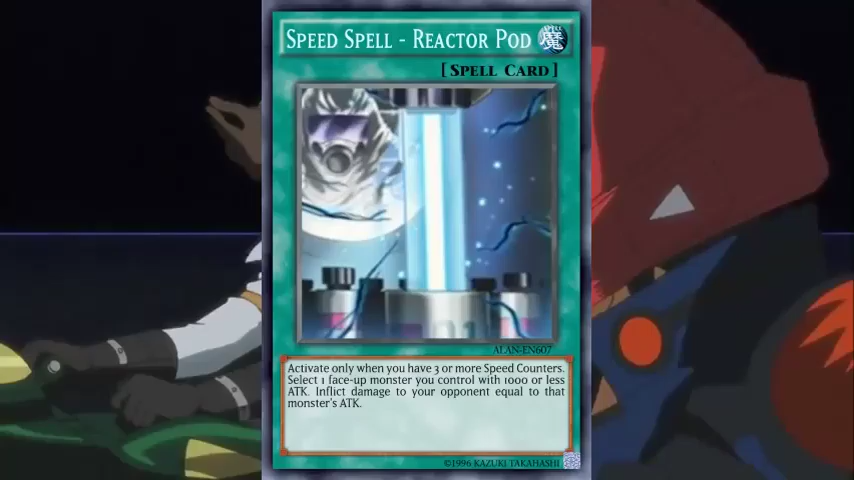 SPEED SPELL - REACTOR POD 魔
[ SPELL CARD ]
ALAN-EN607
Activate only when you have 3 or more Speed Counters.
Select 1 face-up monster you control with 1000 or less
ATK. Inflict damage to your opponent equal to that
monster's ATK.
©1996 KAZUKI TAKAHASHI